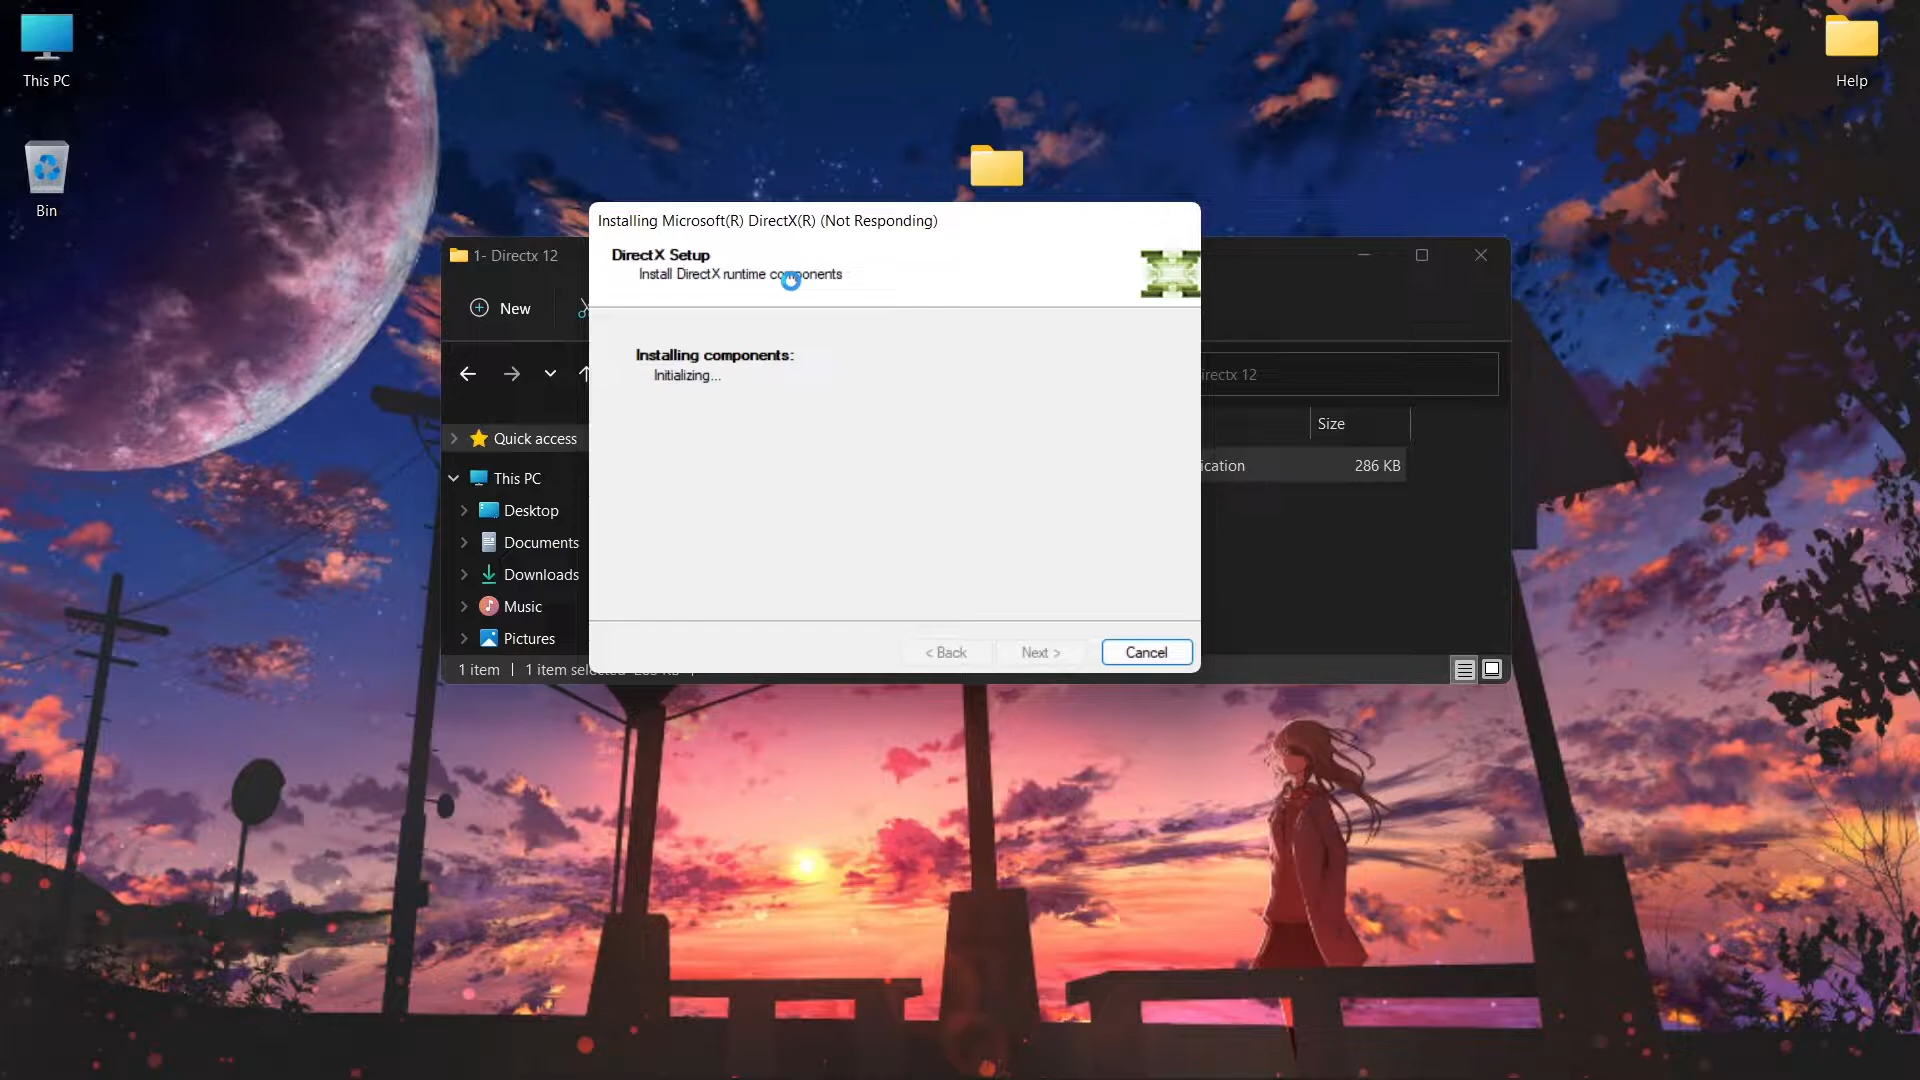 This PC
Bin
Help
1- Directx 12
New
Installing Microsoft(R) DirectX(R) (Not Responding)
DirectX Setup
Install DirectX runtime components
Installing components:
Initializing...
< Back
Next >
Cancel
irectx 12
Size
ication
286 KB
Quick access
This PC
Desktop
Documents
Downloads
Music
Pictures
1 item
1 item